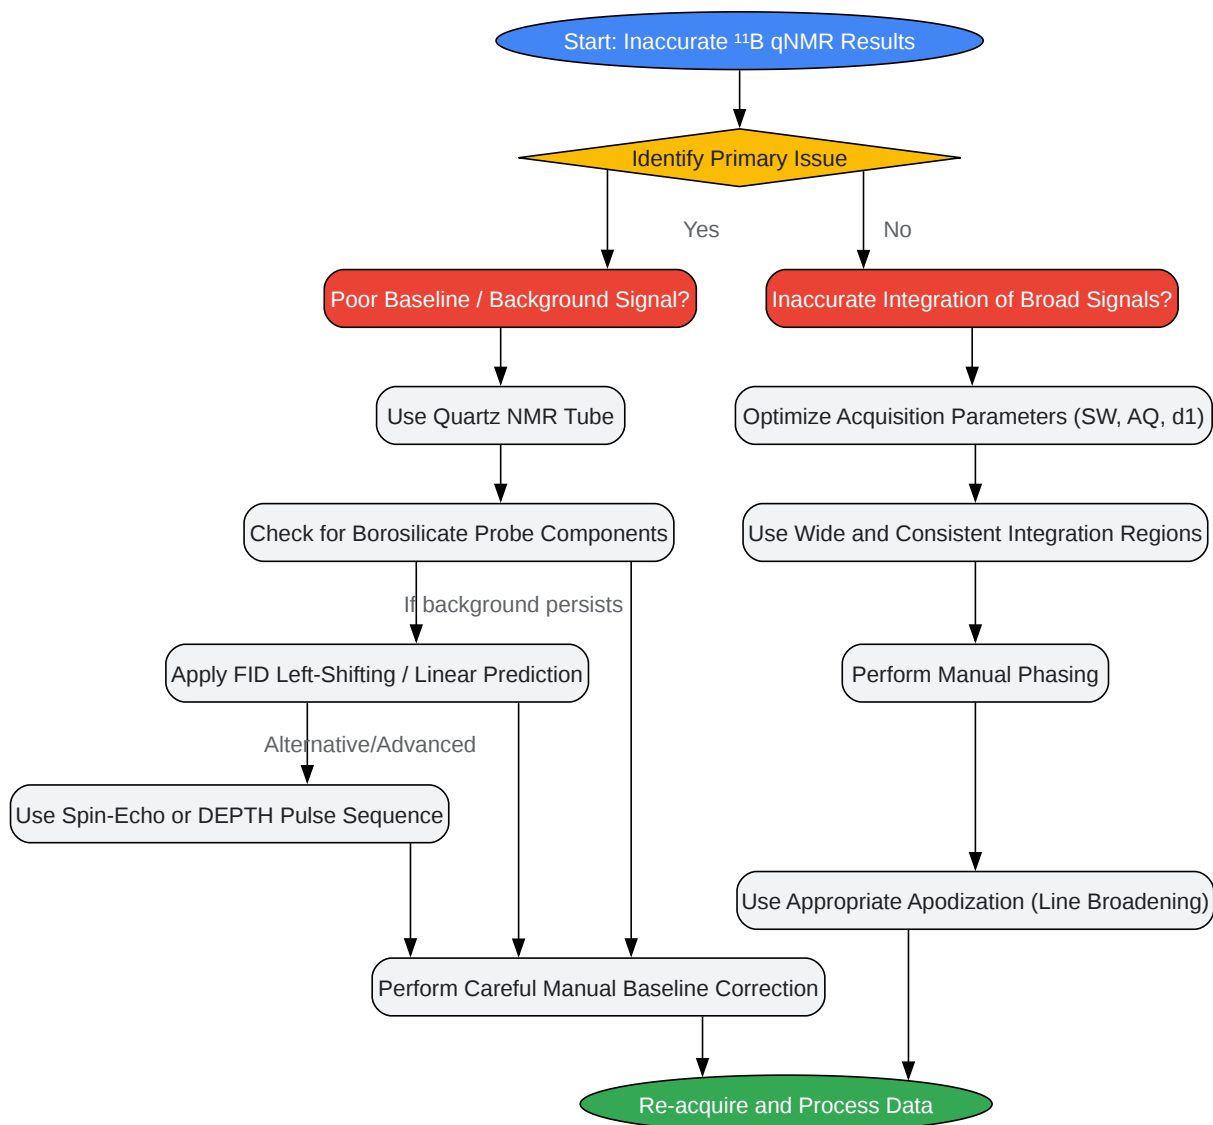 Start: Inaccurate ¹¹B qNMR Results
Identify Primary Issue
Yes
No
Poor Baseline / Background Signal?
Inaccurate Integration of Broad Signals?
Use Quartz NMR Tube
Optimize Acquisition Parameters (SW, AQ, d1)
Check for Borosilicate Probe Components
Use Wide and Consistent Integration Regions
If background persists
Apply FID Left-Shifting / Linear Prediction
Perform Manual Phasing
Alternative/Advanced
Use Spin-Echo or DEPTH Pulse Sequence
Use Appropriate Apodization (Line Broadening)
Perform Careful Manual Baseline Correction
Re-acquire and Process Data